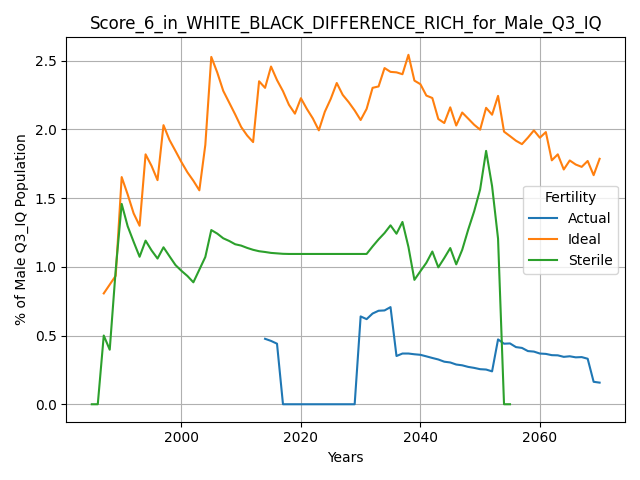 Score_6_in_WHITE_BLACK_DIFFERENCE_RICH_for_Male_Q3_IQ
% of Male Q3_IQ Population
2.5
2.0
1.5
1.0
0.5
0.0
Fertility
Actual
Ideal
Sterile
2000 2020 2040 2060
Years